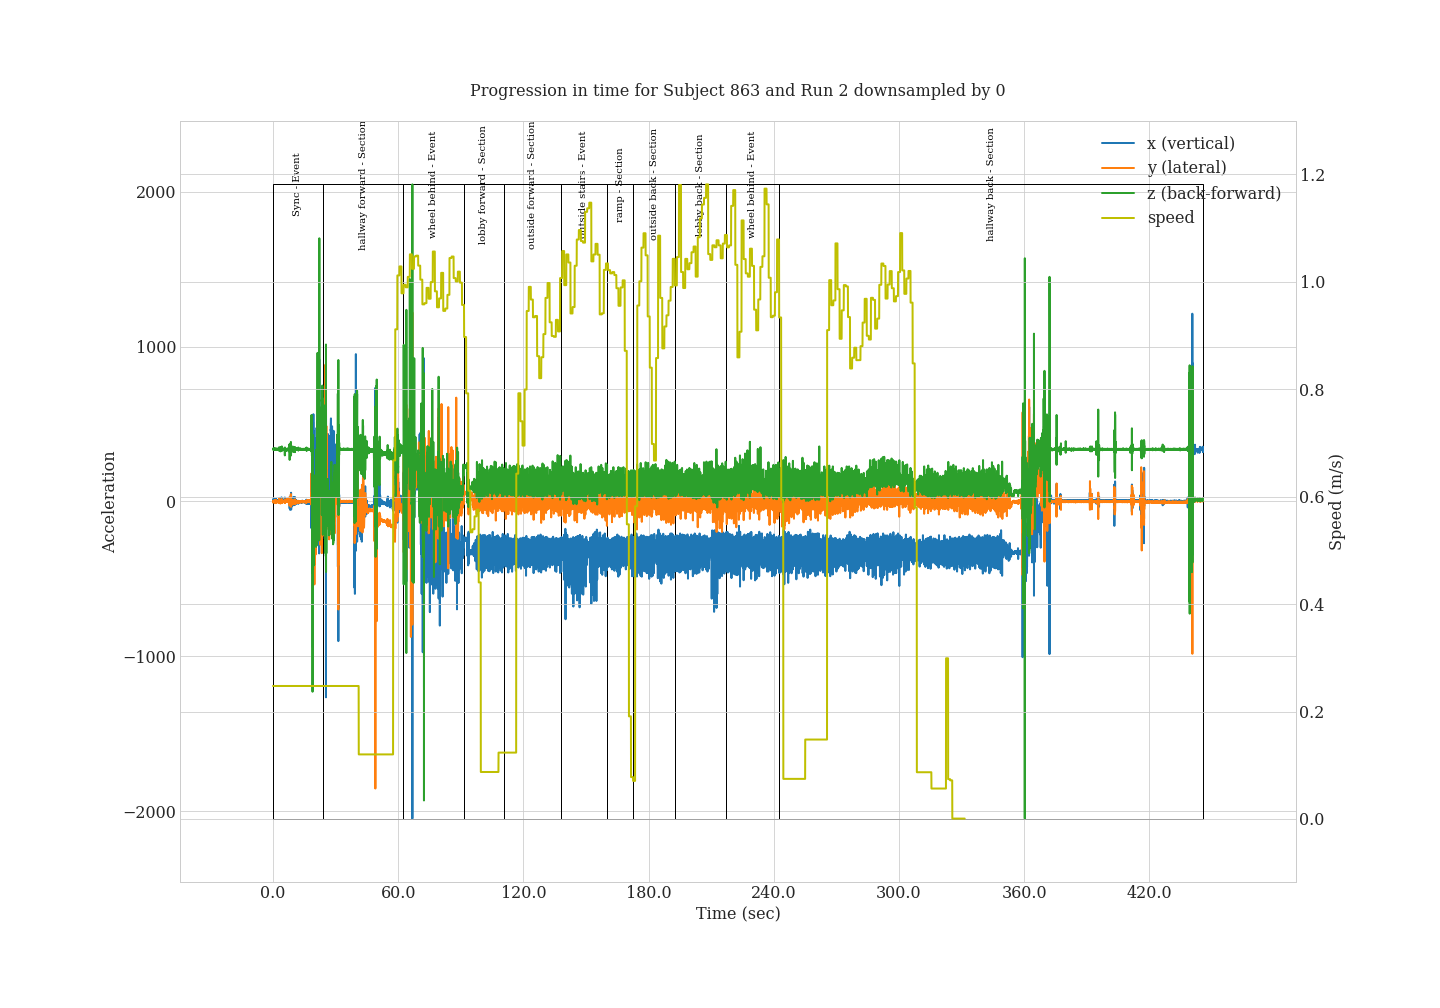 Progression in time for Subject 863 and Run 2 downsampled by 0
Sync - Event
hallway forward - Section
wheel behind - Event
lobby forward - Section
outside forward - Section
outside stairs - Event
ramp - Section
outside back - Section
lobby back - Section
wheel behind - Event
hallway back - Section
x (vertical)
y (lateral)
z (back-forward)
speed
2000
1000
0
−1000
−2000
Acceleration
1.2
1.0
0.8
0.6
0.4
0.2
0.0
Speed (m/s)
0.0 60.0 120.0 180.0 240.0 300.0 360.0 420.0
Time (sec)